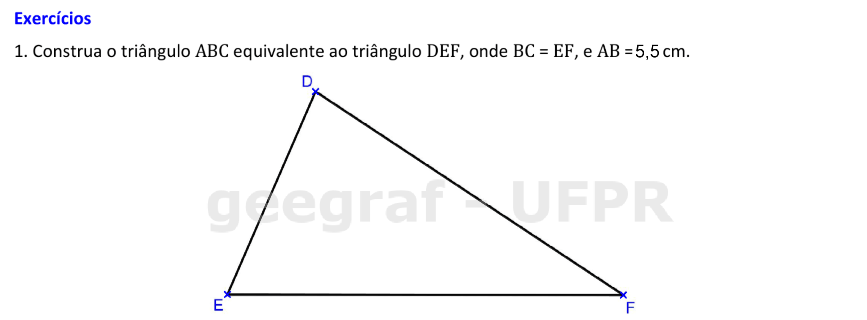 Exercícios
1. Construa o triângulo ABC equivalente ao triângulo DEF, onde BC = EF, e AB = 5,5 cm.
D
geegraf - UFPR
E
F